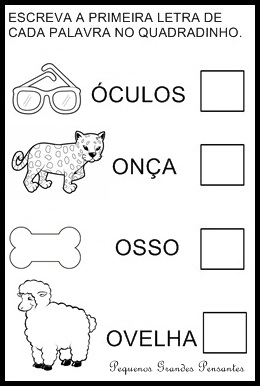 ESCREVA A PRIMEIRA LETRA DE
CADA PALAVRA NO QUADRADINHO.
ÓCULOS
ONÇA
OSSO
OVELHA
Pequenos Grandes Pensantes